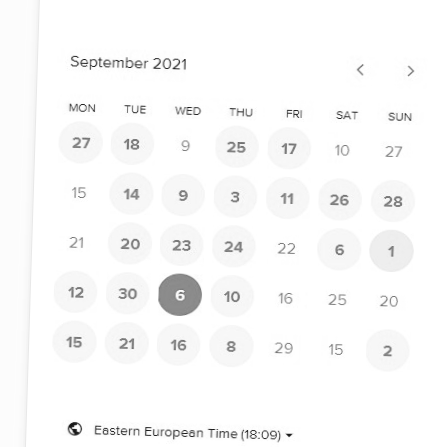 September 2021
MON TUE WED THU FRI SAT SUN
27 18 9 25 17 10 27
15 14 9 3 11 26 28
21 20 23 24 22 6 1
12 30 6 10 16 25 20
15 21 16 8 29 15 2
Eastern European Time (18:09)